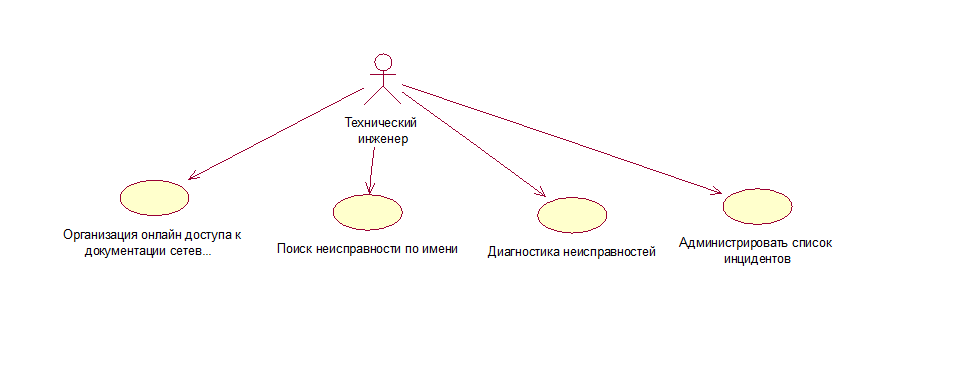 Технический
инженер
Организация онлайн доступа к
документации сетев...
Поиск неисправности по имени
Диагностика неисправностей
Администрировать список
инцидентов